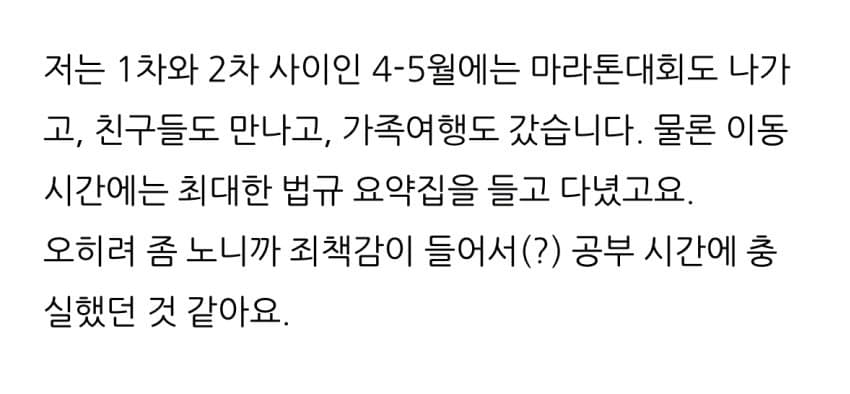 저는 1차와 2차 사이인 4-5월에는 마라톤대회도 나가
고, 친구들도 만나고, 가족여행도 갔습니다. 물론 이동
시간에는 최대한 법규 요약집을 들고 다녔고요.
오히려 좀 노니까 죄책감이 들어서(?) 공부 시간에 충
실했던 것 같아요.